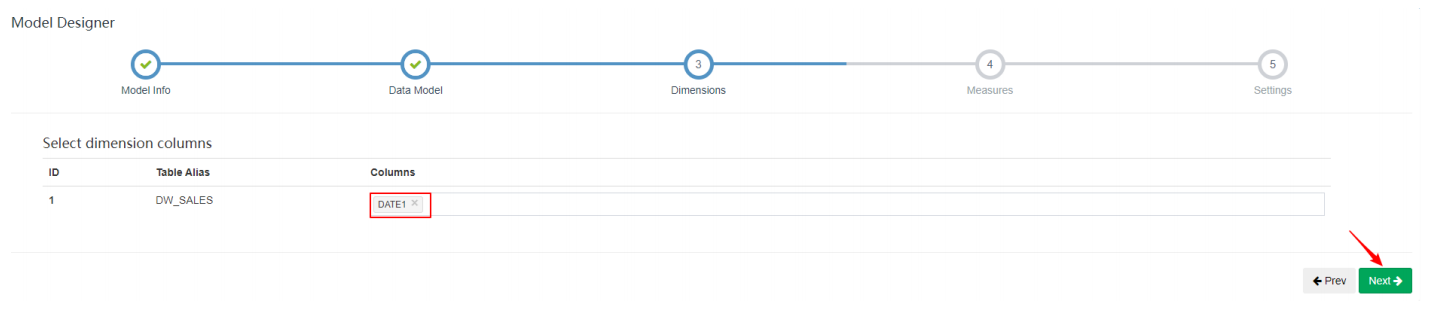 Model Designer
3 4 5
Model Info Data Model Dimensions Measures Settings
Select dimension columns
ID Table Alias Columns
1 DW_SALES DATE1 ×
Prev Next